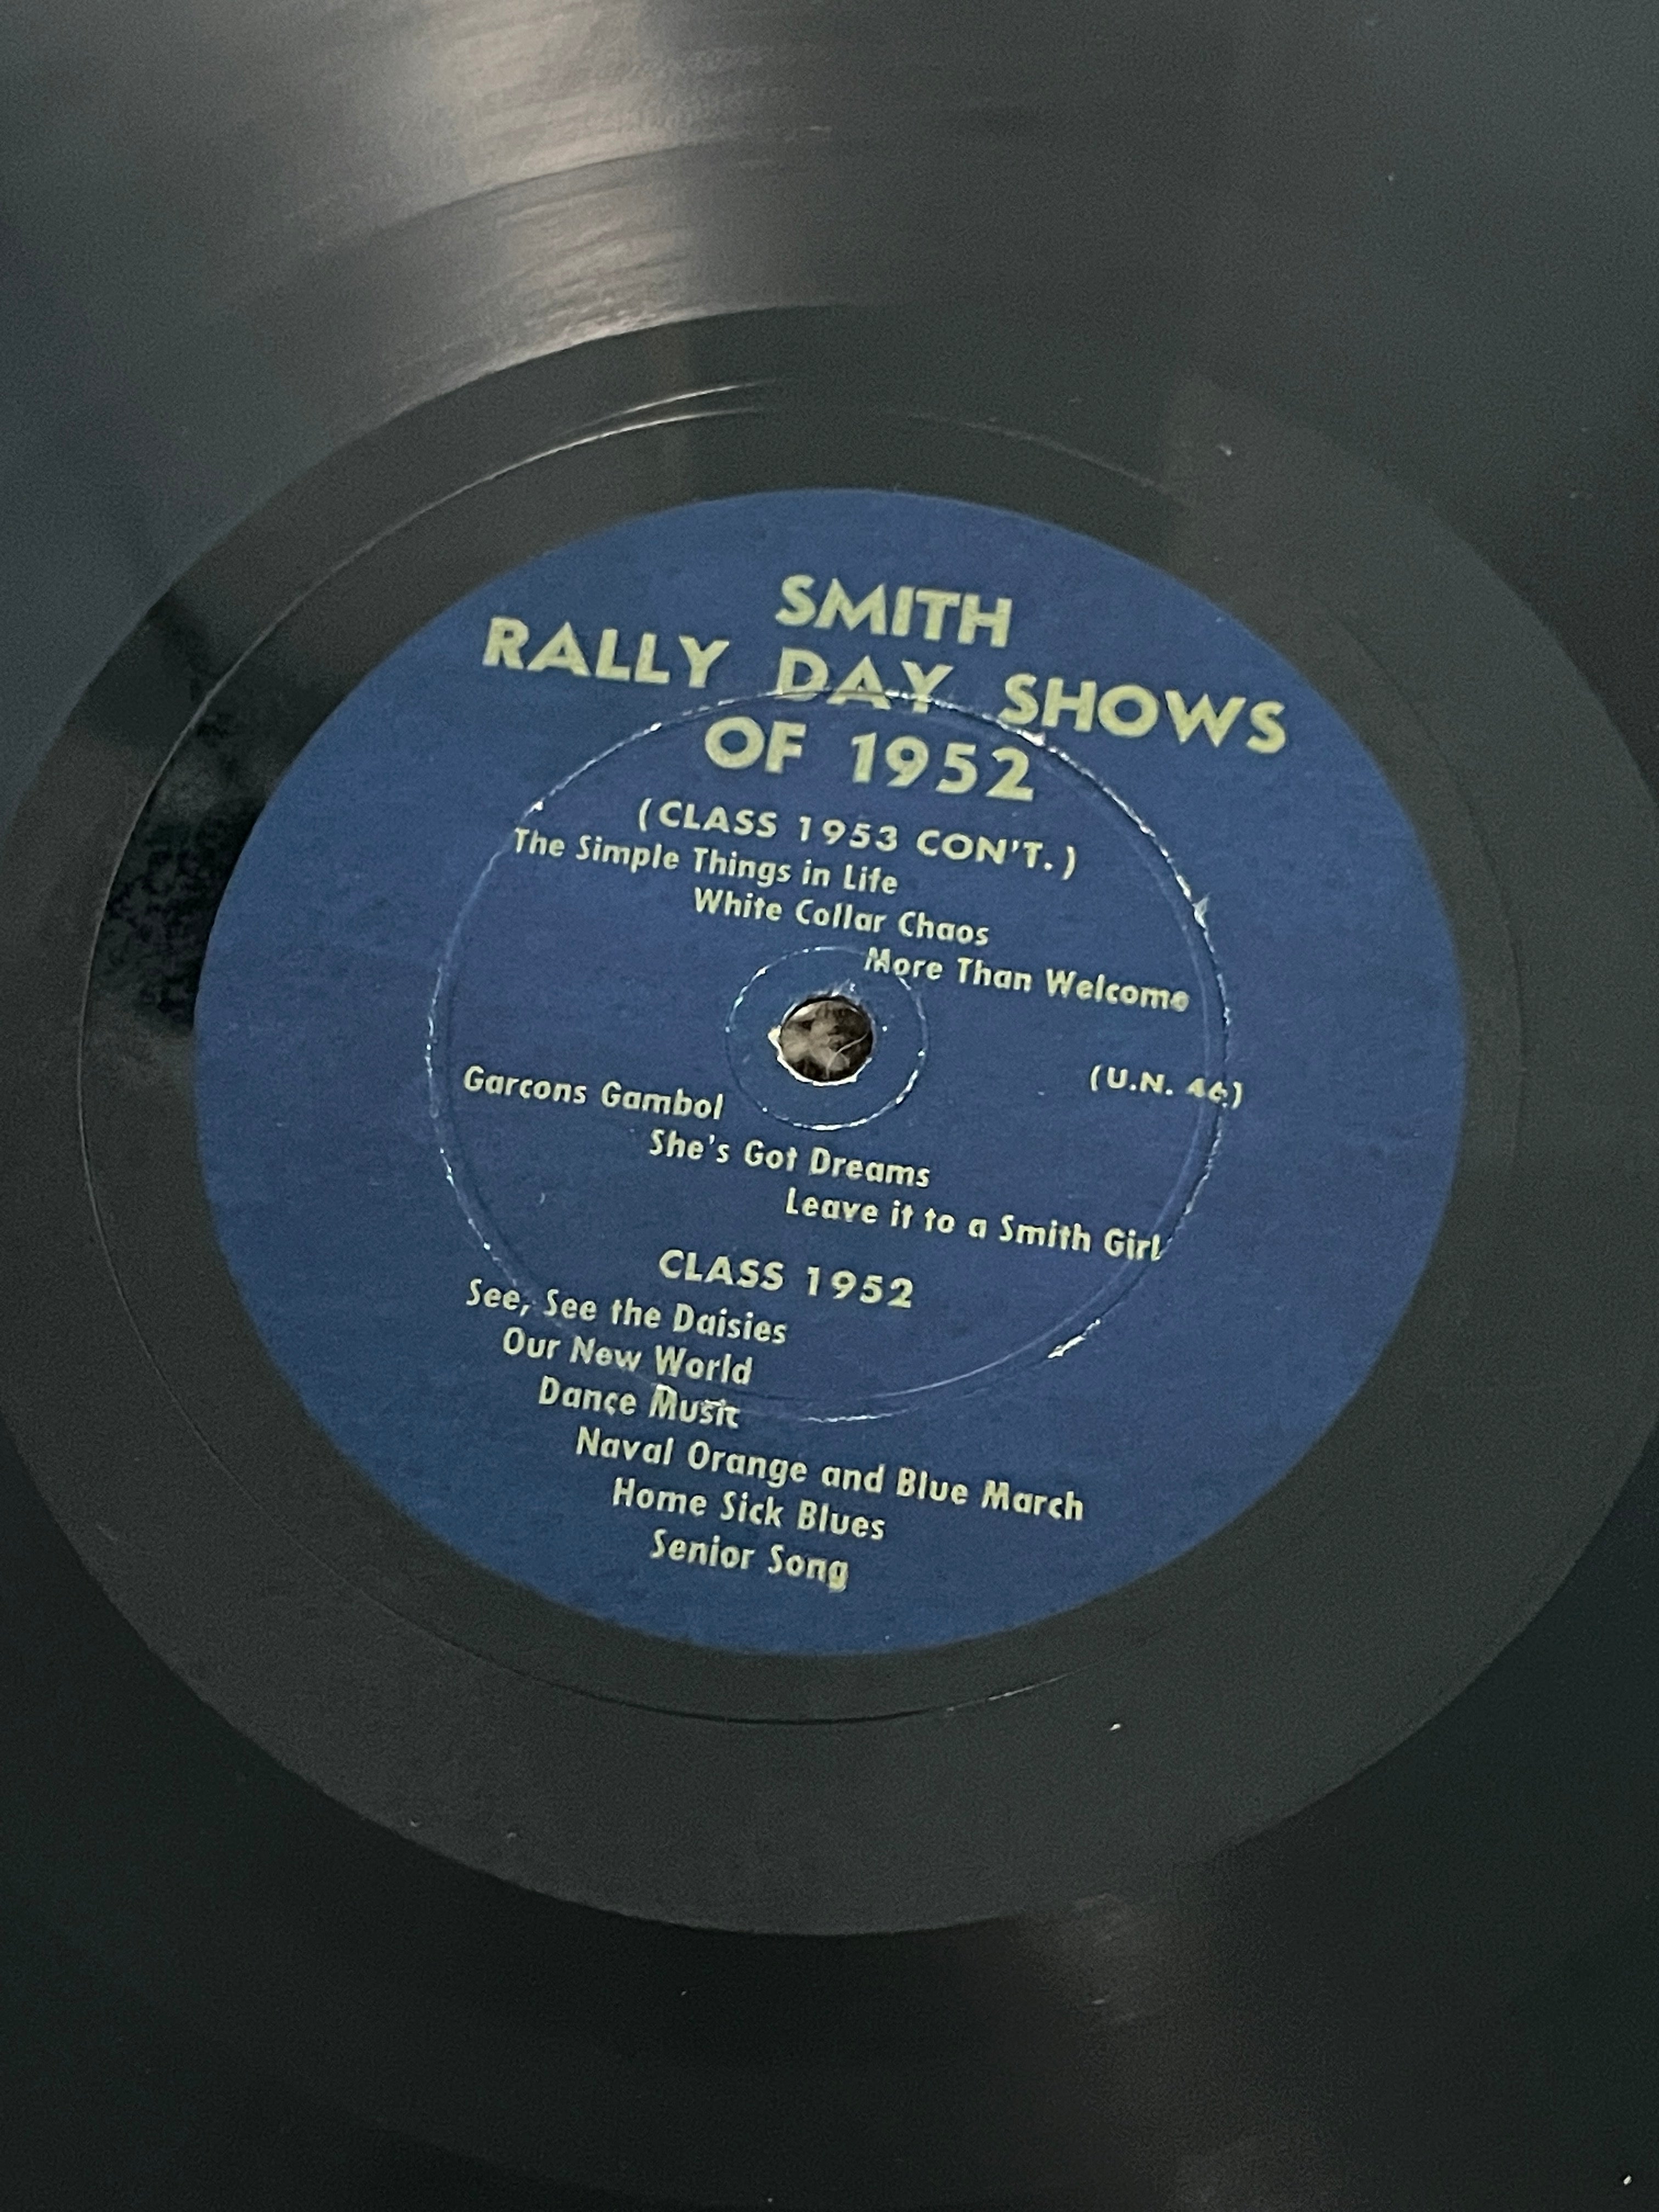 SMITH
RALLY DAY SHOWS
OF 1952
(CLASS 1953 CON'T.)
The Simple Things in Life
White Collar Chaos
More Than Welcome
(U.N. 46)
Garcons Gambol
She's Got Dreams
Leave it to a Smith Girl
CLASS 1952
See, See the Daisies
Our New World
Dance Music
Naval Orange and Blue March
Home Sick Blues
Senior Song